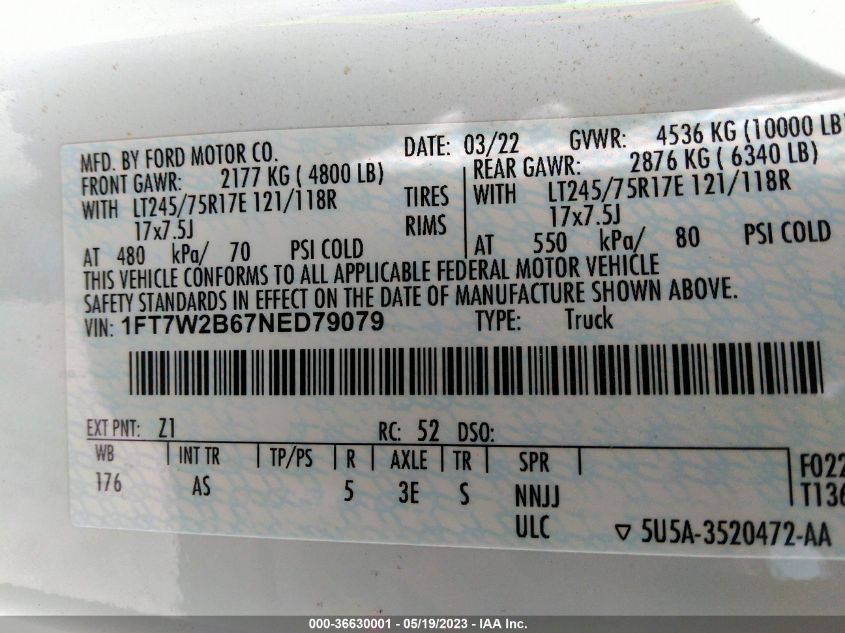 MFD. BY FORD MOTOR CO.
DATE: 03/22 GVWR: 4536 KG (10000 LB
FRONT GAWR: 2177 KG ( 4800 LB)
REAR GAWR: 2876 KG ( 6340 LB)
WITH LT245/75R17E 121/118R TIRES WITH LT245/75R17E 121/118R
17x7.5J RIMS 17x7.5J
AT 480 kPa/ 70 PSI COLD AT 550 kPa/ 80 PSI COLD
THIS VEHICLE CONFORMS TO ALL APPLICABLE FEDERAL MOTOR VEHICLE
SAFETY STANDARDS IN EFFECT ON THE DATE OF MANUFACTURE SHOWN ABOVE.
VIN: 1FT7W2B67NED79079 TYPE: Truck
EXT PNT: Z1 RC: 52 DSO:
WB INT TR TP/PS R AXLE TR SPR F022
176 AS 5 3E S NNJJ T136
ULC ▽ 5U5A-3520472-AA
000-36630001 - 05/19/2023 - IAA Inc.